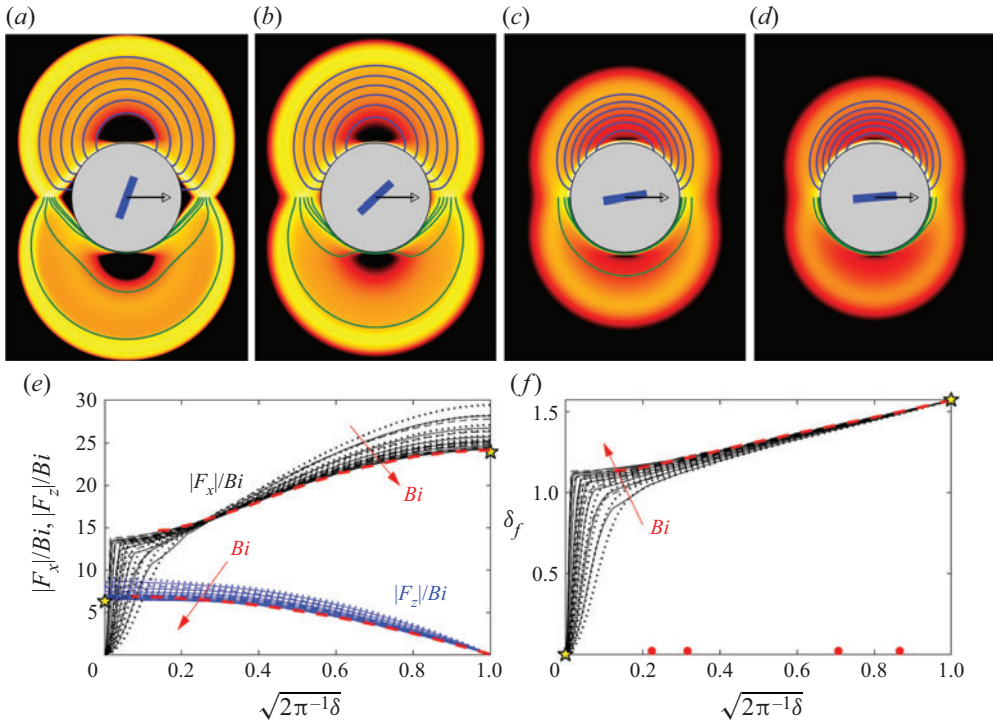 (a)
(b)
(c)
(d)
(e)
|F_x|/Bi, |F_z|/Bi
30
25
20
15
10
5
0
0.2
0.4
0.6
0.8
1.0
|F_x|/Bi
Bi
Bi
|F_z|/Bi
√2π⁻¹δ
(f)
δ_f
1.5
1.0
0.5
0
0.2
0.4
0.6
0.8
1.0
Bi
√2π⁻¹δ